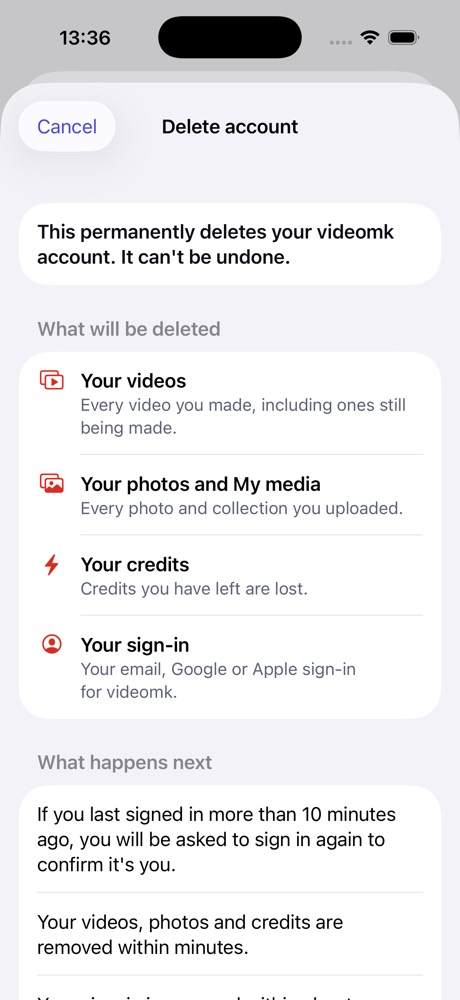 13:36
Cancel
Delete account
This permanently deletes your videomk
account. It can't be undone.
What will be deleted
Your videos
Every video you made, including ones still
being made.
Your photos and My media
Every photo and collection you uploaded.
Your credits
Credits you have left are lost.
Your sign-in
Your email, Google or Apple sign-in
for videomk.
What happens next
If you last signed in more than 10 minutes
ago, you will be asked to sign in again to
confirm it's you.
Your videos, photos and credits are
removed within minutes.